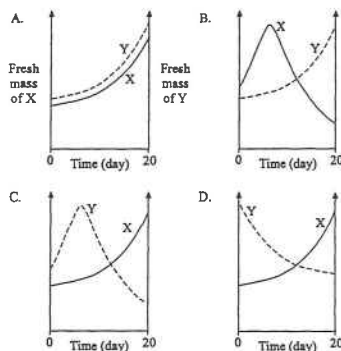 A.
Y
X
Fresh
mass
of X
Fresh
mass
of Y
0 Time (day) 20
B.
X
Y
0 Time (day) 20
C.
Y
X
0 Time (day) 20
D.
Y
X
0 Time (day) 20